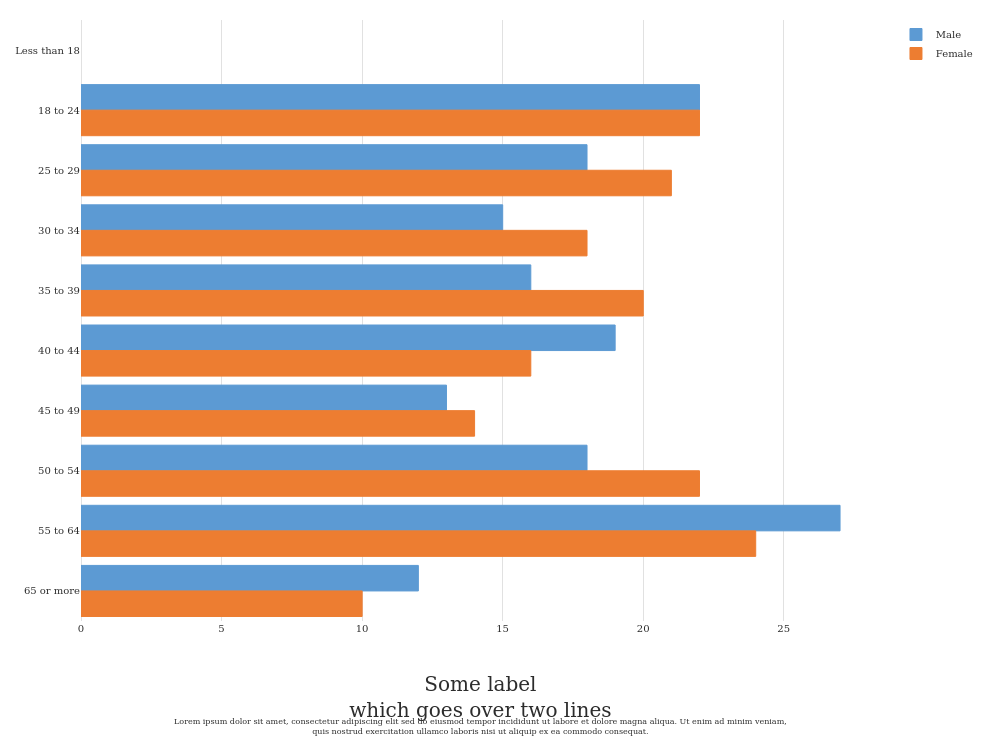 Male
Female
Less than 18
18 to 24
25 to 29
30 to 34
35 to 39
40 to 44
45 to 49
50 to 54
55 to 64
65 or more
0 5 10 15 20 25
Some label
which goes over two lines
Lorem ipsum dolor sit amet, consectetur adipiscing elit sed do eiusmod tempor incididunt ut labore et dolore magna aliqua. Ut enim ad minim veniam,
quis nostrud exercitation ullamco laboris nisi ut aliquip ex ea commodo consequat.